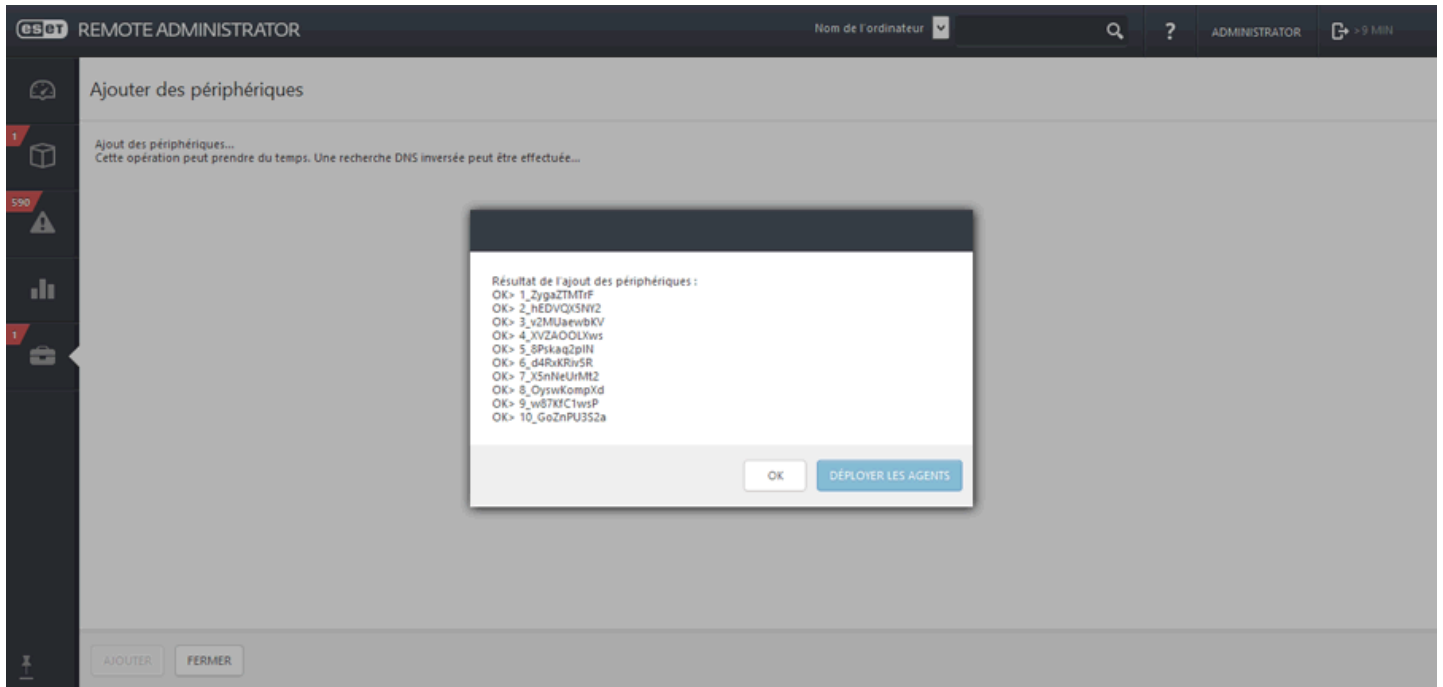 eset REMOTE ADMINISTRATOR
Nom de l'ordinateur
? ADMINISTRATOR >9 MIN
Ajouter des périphériques
1
Ajout des périphériques...
Cette opération peut prendre du temps. Une recherche DNS inversée peut être effectuée...
590
Résultat de l'ajout des périphériques :
OK> 1_ZygaZTMTrF
OK> 2_hEDVQX5NY2
OK> 3_v2MUaewbKV
OK> 4_XVZAOOLXws
OK> 5_8Pskaq2pIN
OK> 6_d4RxKRiv5R
OK> 7_X5nNeUrMt2
OK> 8_OyswKompXd
OK> 9_w87KfC1wsP
OK> 10_GoZnPU3S2a
1
OK DÉPLOYER LES AGENTS
AJOUTER FERMER